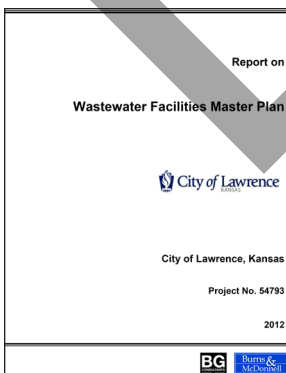 Report on
Wastewater Facilities Master Plan
City of Lawrence
KANSAS
City of Lawrence, Kansas
Project No. 54793
2012
BG
CONSULTANTS
Burns &
McDonnell